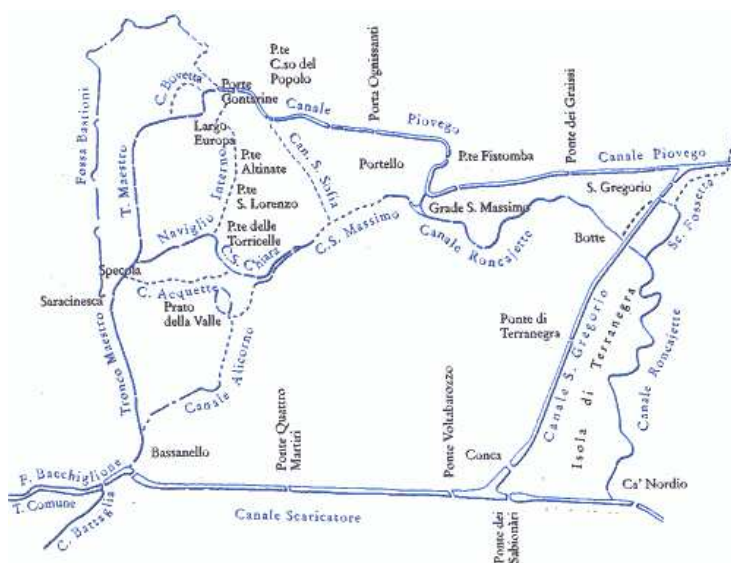 P.te
C.so del
Popolo
Porta Ognissanti
Ponte dei Graissi
C. Bovetta
Porte
Contarine
Canale
Piovego
Fossa Bastioni
Largo
Europa
T. Maestro
Interno
P.te
Altinate
Can. S. Sofia
Portello
P.te Fistomba
Canale Piovego
P.te
S. Lorenzo
S. Gregorio
Grade S. Massimo
Sc. Fossetta
Naviglio
P.te delle
Torricelle
C.S. Massimo
Canale Roncajette
Botte
C.S. Chiara
Specola
Saracinesca
C. Acquette
Prato
della Valle
Ponte di
Terranegra
Canale S. Gregorio
Isola di Terranegra
Canale Roncajette
Tronco Maestro
Canale Alicorno
Ponte Quattro
Martiri
Ponte Voltabarozzo
Bassanello
Conca
F. Bacchiglione
T. Comune
C. Battaglia
Ca' Nordio
Canale Scaricatore
Ponte dei
Sabionari